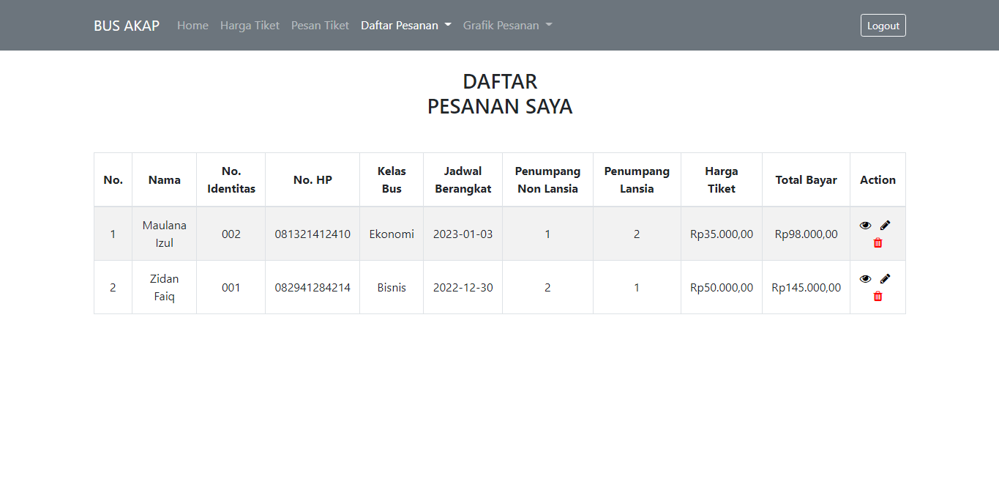 BUS AKAP Home Harga Tiket Pesan Tiket Daftar Pesanan Grafik Pesanan Logout
DAFTAR
PESANAN SAYA
No. Nama No. Identitas No. HP Kelas Bus Jadwal Berangkat Penumpang Non Lansia Penumpang Lansia Harga Tiket Total Bayar Action
1 Maulana Izul 002 081321412410 Ekonomi 2023-01-03 1 2 Rp35.000,00 Rp98.000,00
2 Zidan Faiq 001 082941284214 Bisnis 2022-12-30 2 1 Rp50.000,00 Rp145.000,00